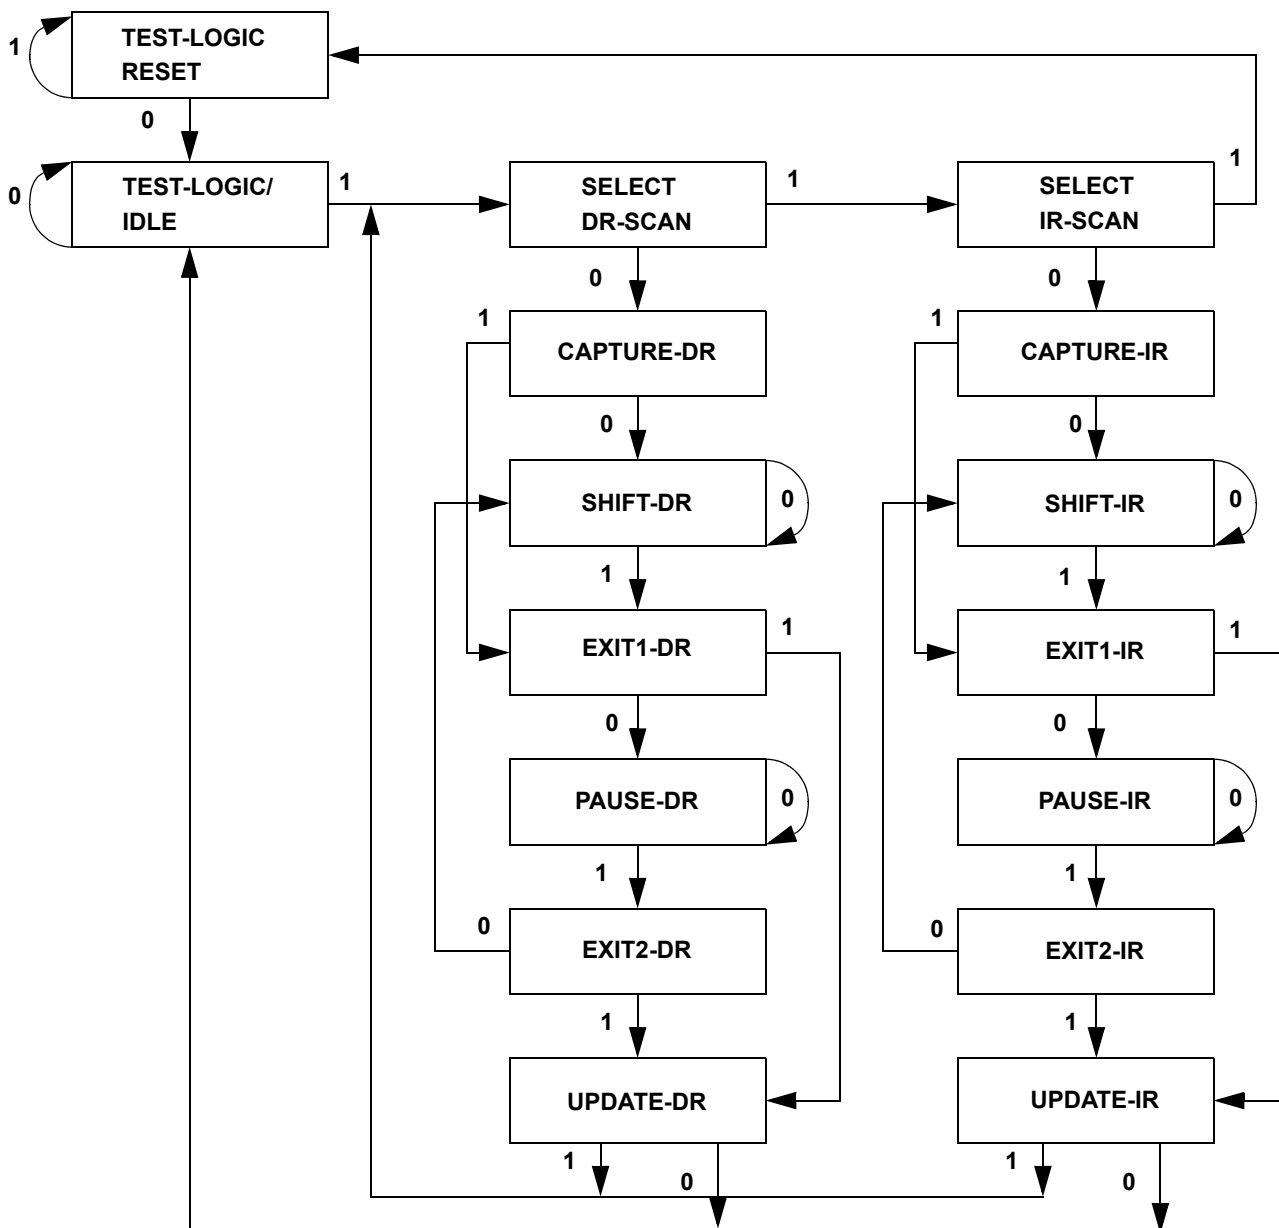 1
TEST-LOGIC
RESET
0
0
TEST-LOGIC/
IDLE
1
SELECT
DR-SCAN
1
SELECT
IR-SCAN
1
0
0
1
CAPTURE-DR
1
CAPTURE-IR
0
0
SHIFT-DR
0
SHIFT-IR
0
1
1
EXIT1-DR
1
EXIT1-IR
1
0
0
PAUSE-DR
0
PAUSE-IR
0
1
1
0
EXIT2-DR
0
EXIT2-IR
1
1
UPDATE-DR
UPDATE-IR
1
0
1
0